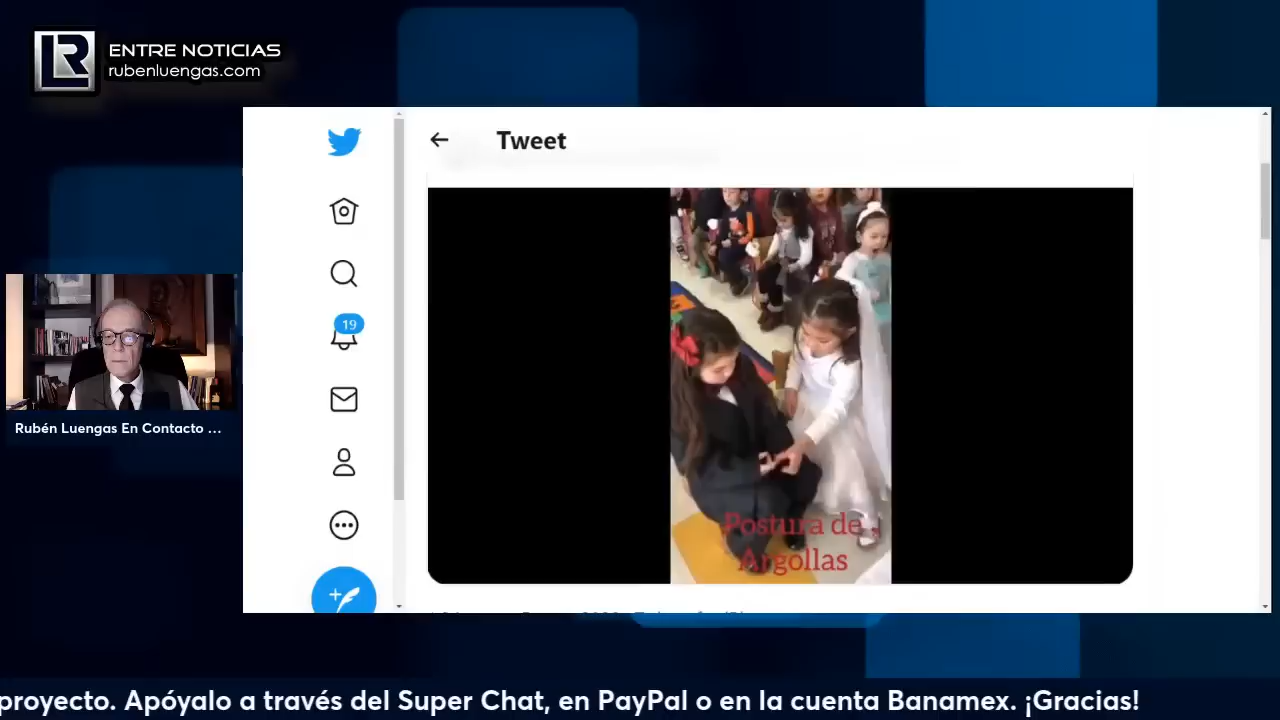 ENTRE NOTICIAS
rubenluengas.com
Tweet
19
Postura de
Argollas
Rubén Luengas En Contacto ...
proyecto. Apóyalo a través del Super Chat, en PayPal o en la cuenta Banamex. ¡Gracias!